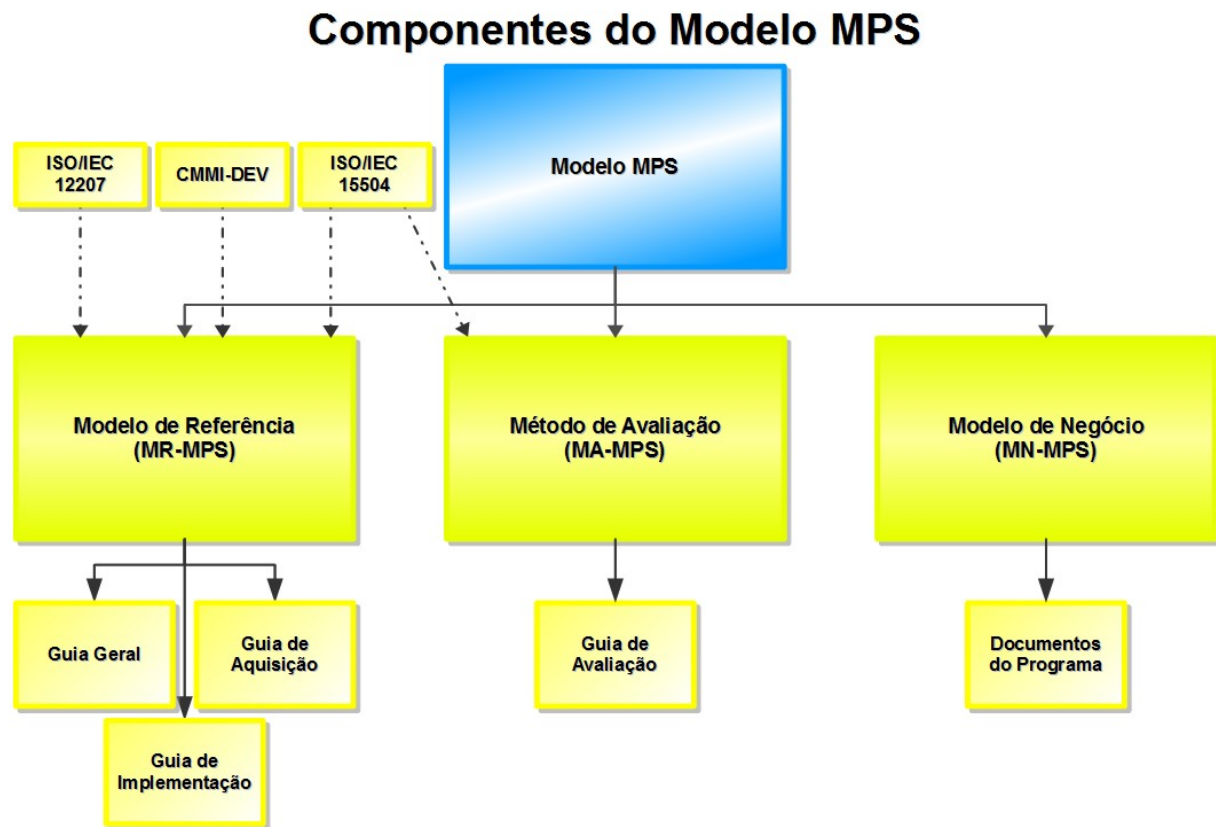 Componentes do Modelo MPS
ISO/IEC
12207
CMMI-DEV
ISO/IEC
15504
Modelo MPS
Modelo de Referência
(MR-MPS)
Método de Avaliação
(MA-MPS)
Modelo de Negócio
(MN-MPS)
Guia Geral
Guia de
Aquisição
Guia de
Implementação
Guia de
Avaliação
Documentos
do Programa